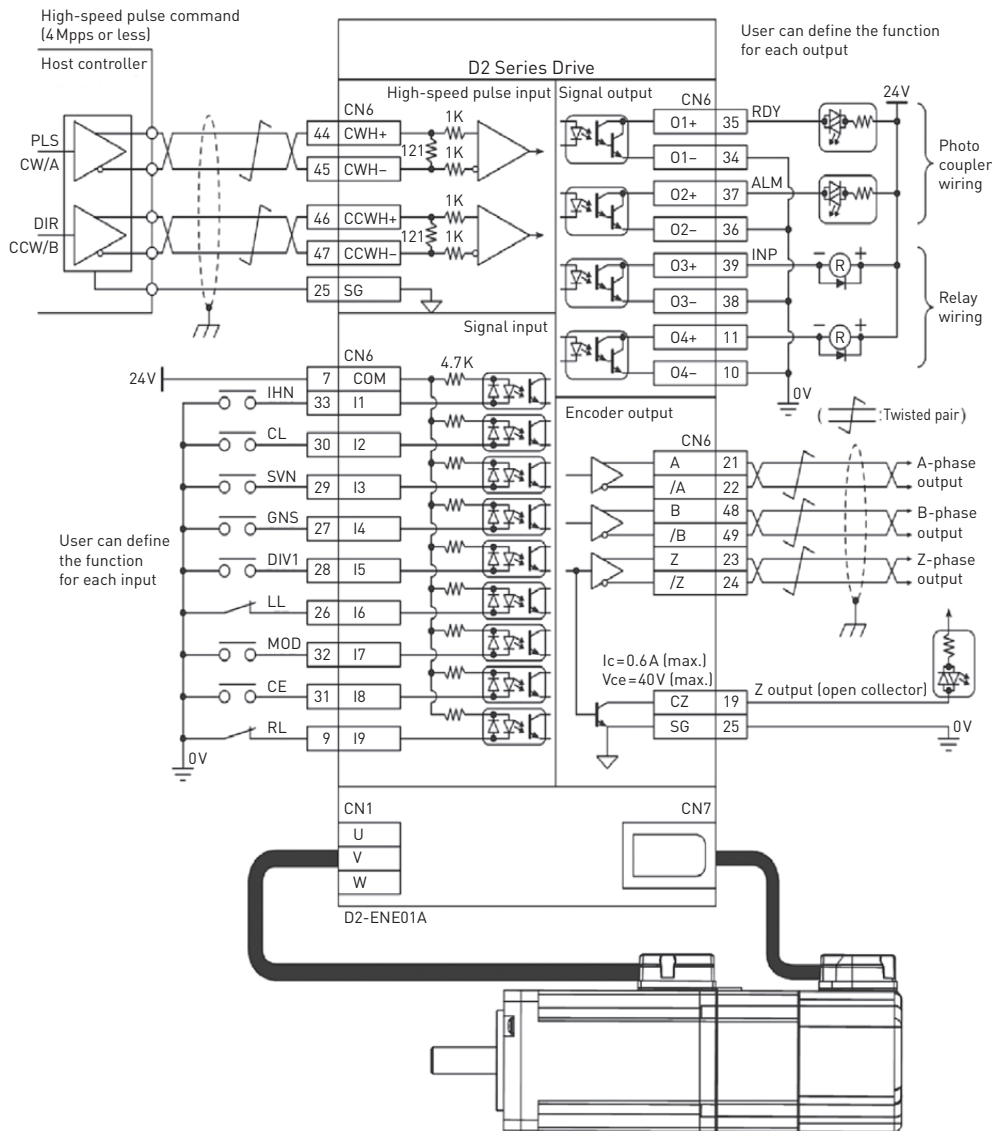 High-speed pulse command
(4 Mpps or less)
Host controller
PLS
CW/A
DIR
CCW/B
D2 Series Drive
High-speed pulse input
CN6
44 CWH+
45 CWH−
46 CCWH+
47 CCWH−
25 SG
1K
121
1K
1K
121
1K
Signal output
CN6
O1+ 35 RDY
O1− 34
O2+ 37 ALM
O2− 36
O3+ 39 INP
O3− 38
O4+ 11
O4− 10
User can define the function
for each output
24V
Photo
coupler
wiring
− R +
− R +
Relay
wiring
0V
( : Twisted pair )
Signal input
CN6
24V 7 COM 4.7K
IHN 33 I1
CL 30 I2
SVN 29 I3
GNS 27 I4
DIV1 28 I5
LL 26 I6
MOD 32 I7
CE 31 I8
RL 9 I9
0V
User can define
the function
for each input
Encoder output
CN6
A 21
/A 22
B 48
/B 49
Z 23
/Z 24
A-phase
output
B-phase
output
Z-phase
output
Ic=0.6A (max.)
Vce=40V (max.)
CZ 19 Z output (open collector)
SG 25 0V
CN1
U
V
W
CN7
D2-ENE01A